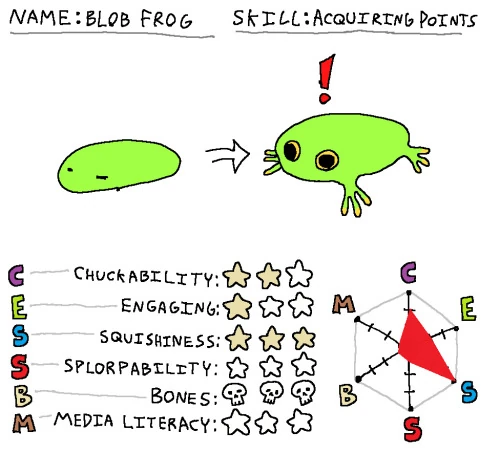 NAME: BLOB FROG
SKILL: ACQUIRING POINTS
!
C CHUCKABILITY:
E ENGAGING:
S SQUISHINESS:
S SPLORPABILITY:
B BONES:
M MEDIA LITERACY:
C
M E
B S
S